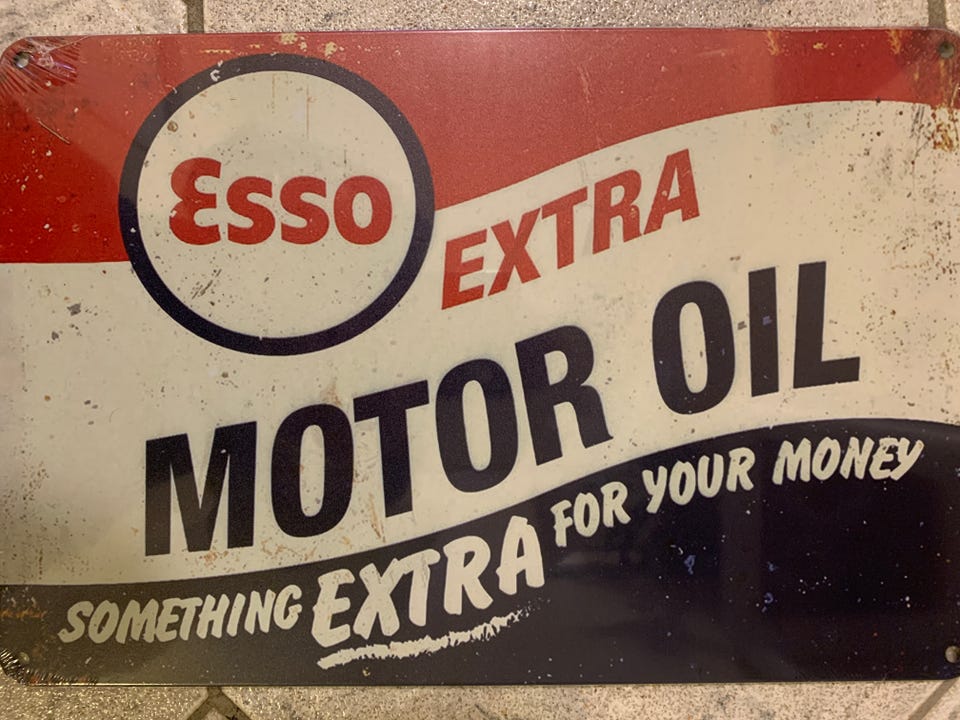 Esso
EXTRA
MOTOR OIL
SOMETHING EXTRA FOR YOUR MONEY